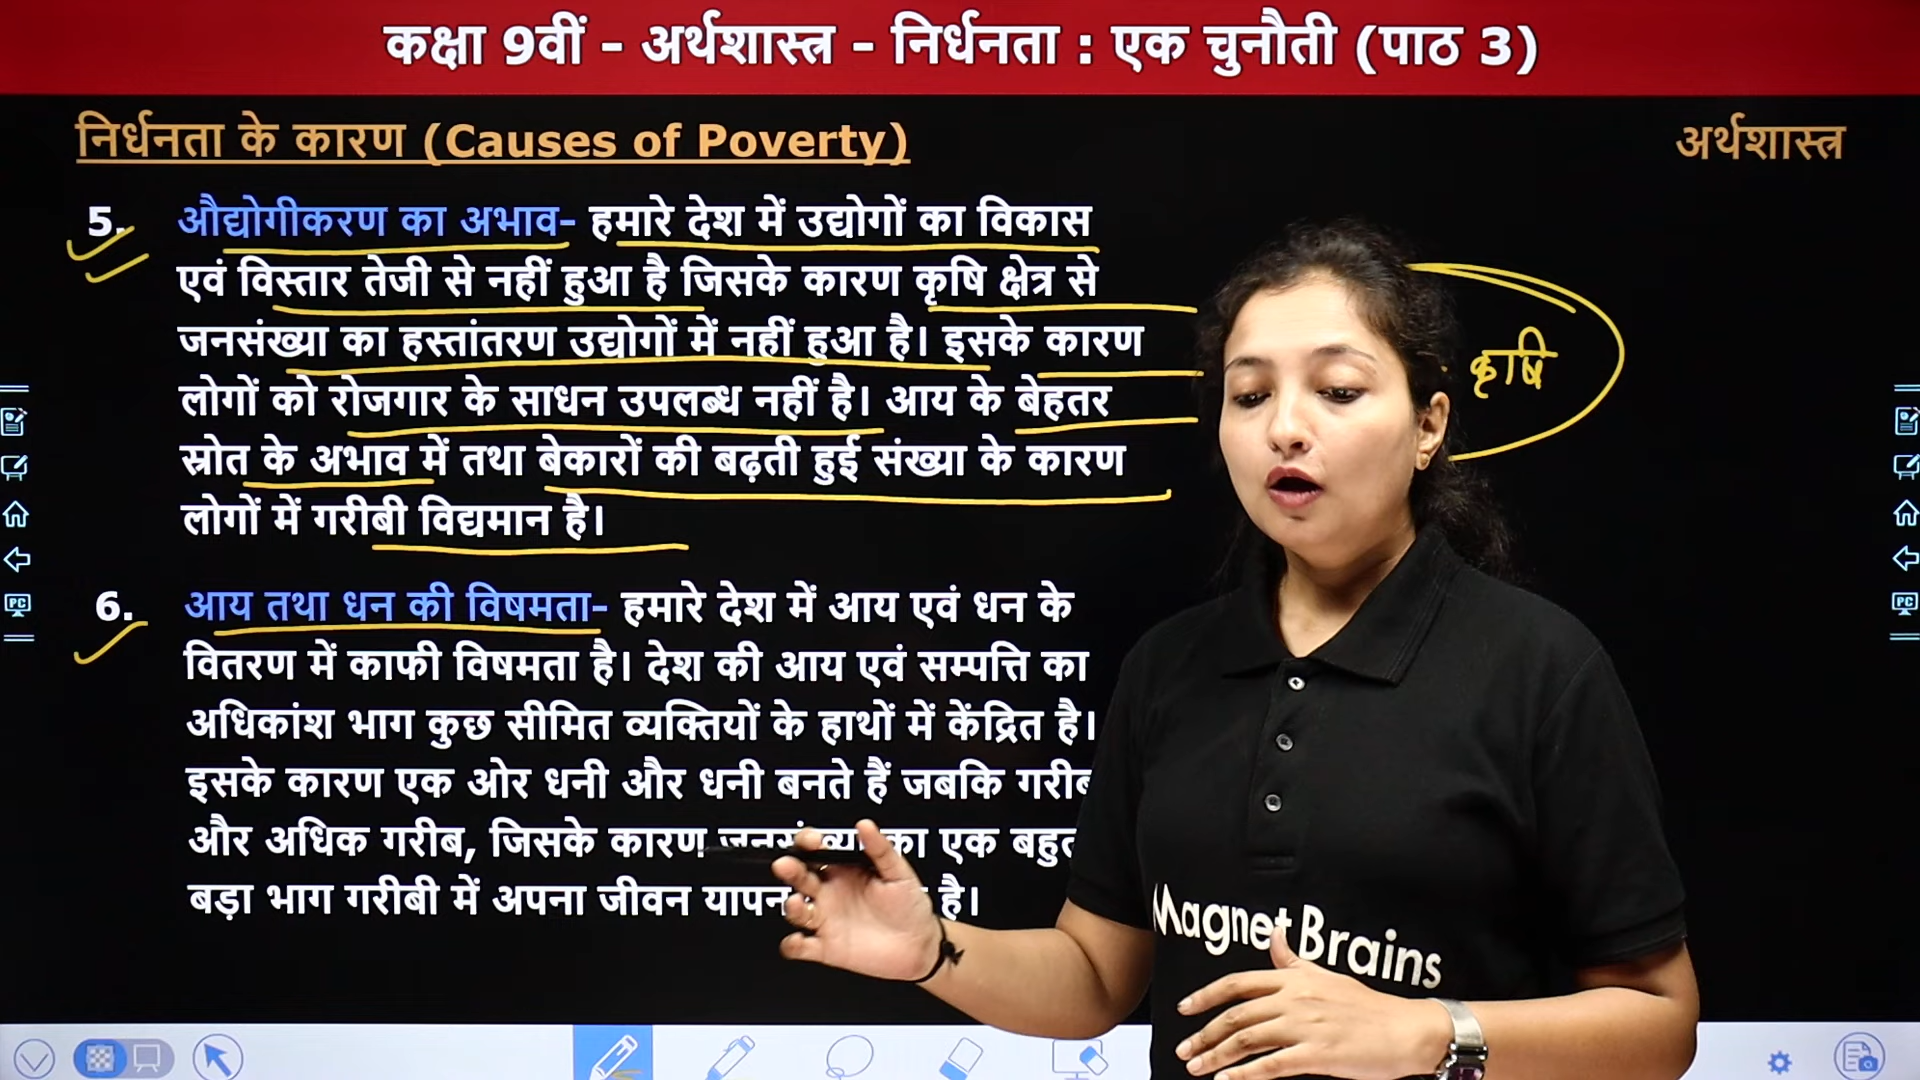 कक्षा 9वीं - अर्थशास्त्र - निर्धनता : एक चुनौती (पाठ 3)
निर्धनता के कारण (Causes of Poverty)
अर्थशास्त्र
5. औद्योगीकरण का अभाव- हमारे देश में उद्योगों का विकास
एवं विस्तार तेजी से नहीं हुआ है जिसके कारण कृषि क्षेत्र से
जनसंख्या का हस्तांतरण उद्योगों में नहीं हुआ है। इसके कारण
लोगों को रोजगार के साधन उपलब्ध नहीं है। आय के बेहतर
स्रोत के अभाव में तथा बेकारों की बढ़ती हुई संख्या के कारण
लोगों में गरीबी विद्यमान है।
कृषि
6. आय तथा धन की विषमता- हमारे देश में आय एवं धन के
वितरण में काफी विषमता है। देश की आय एवं सम्पत्ति का
अधिकांश भाग कुछ सीमित व्यक्तियों के हाथों में केंद्रित है।
इसके कारण एक ओर धनी और धनी बनते हैं जबकि गरीब
और अधिक गरीब, जिसके कारण का एक बहुत
बड़ा भाग गरीबी में अपना जीवन यापन है।
Magnet Brains
PC
PC